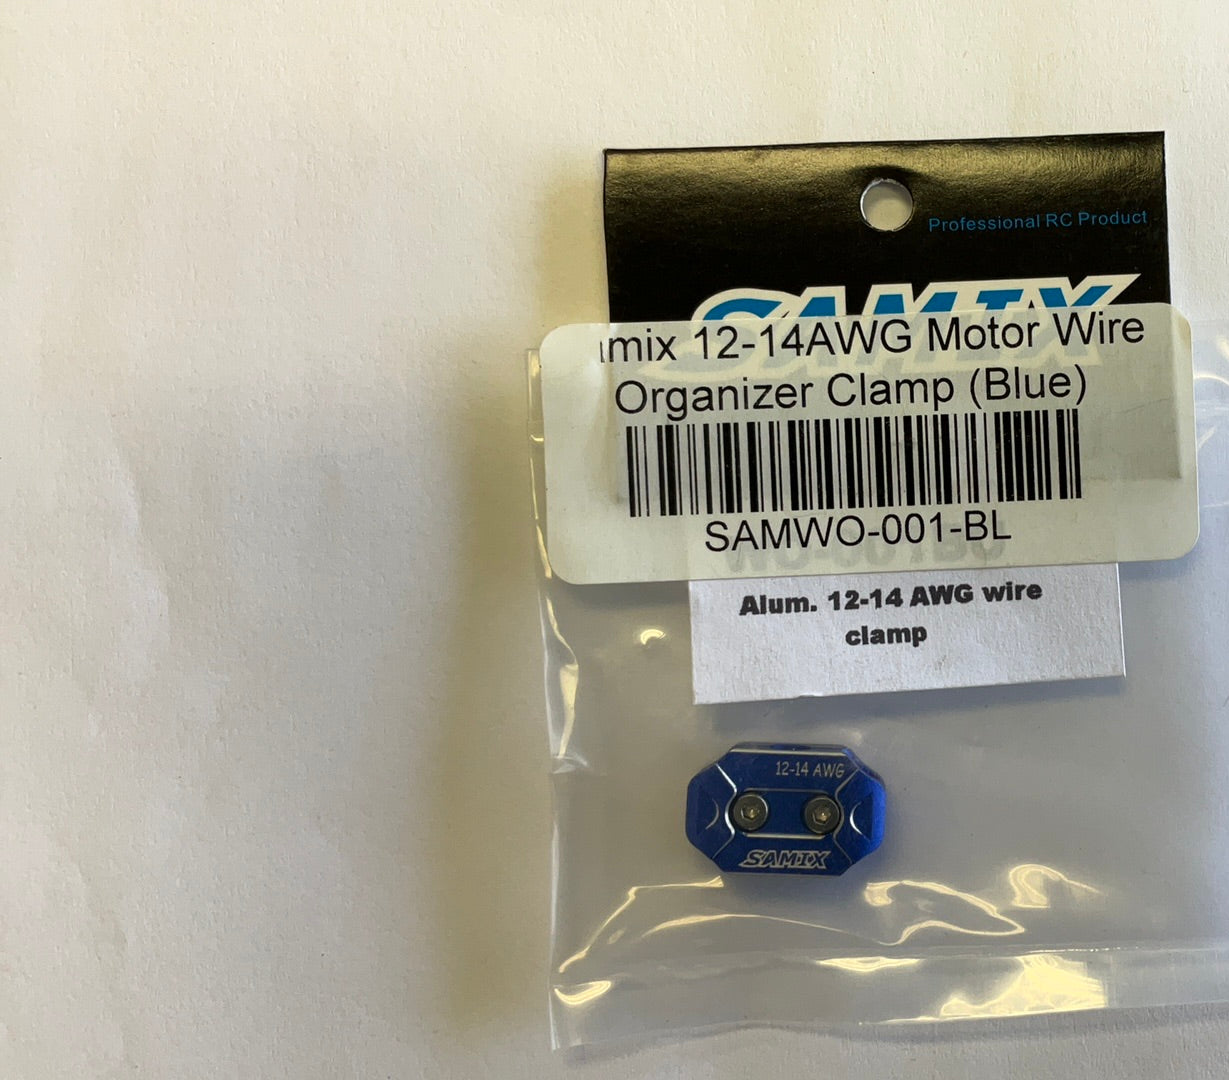 Professional RC Product
SAMIX
mix 12-14AWG Motor Wire
Organizer Clamp (Blue)
SAMWO-001-BL
Alum. 12-14 AWG wire
clamp
12-14 AWG
SAMIX